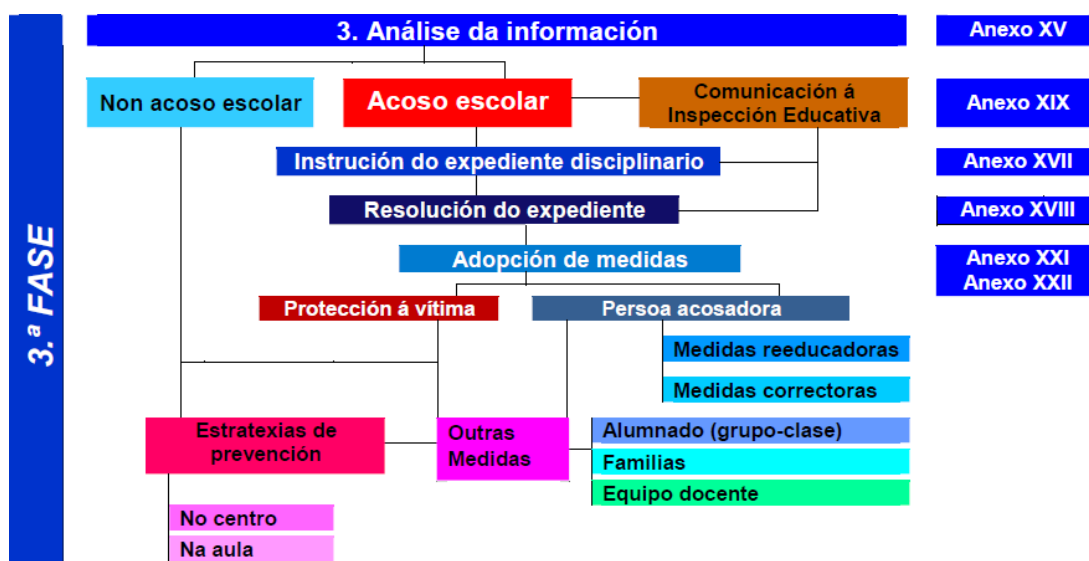 3.ª FASE
3. Análise da información
Anexo XV
Non acoso escolar
Acoso escolar
Comunicación á
Inspección Educativa
Anexo XIX
Instrución do expediente disciplinario
Anexo XVII
Resolución do expediente
Anexo XVIII
Adopción de medidas
Anexo XXI
Anexo XXII
Protección á vítima
Persoa acosadora
Medidas reeducadoras
Medidas correctoras
Estratexias de
prevención
Outras
Medidas
Alumnado (grupo-clase)
Familias
Equipo docente
No centro
Na aula